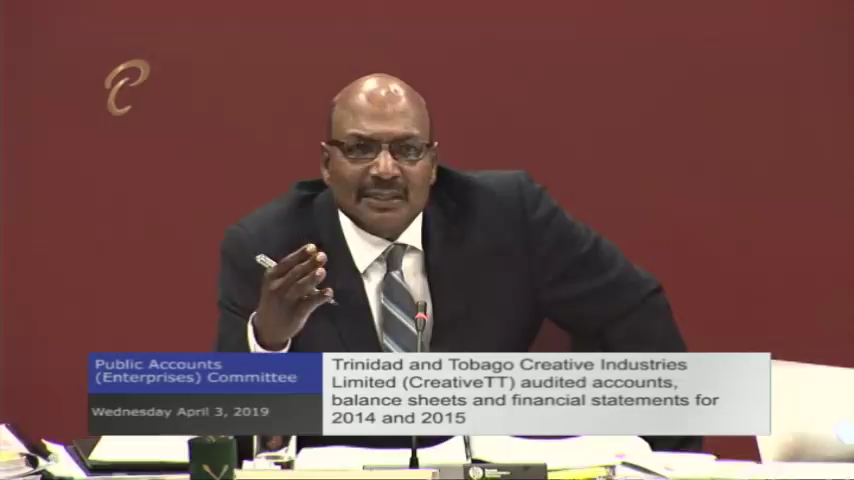 Public Accounts
(Enterprises) Committee
Wednesday April 3, 2019
Trinidad and Tobago Creative Industries
Limited (CreativeTT) audited accounts,
balance sheets and financial statements for
2014 and 2015